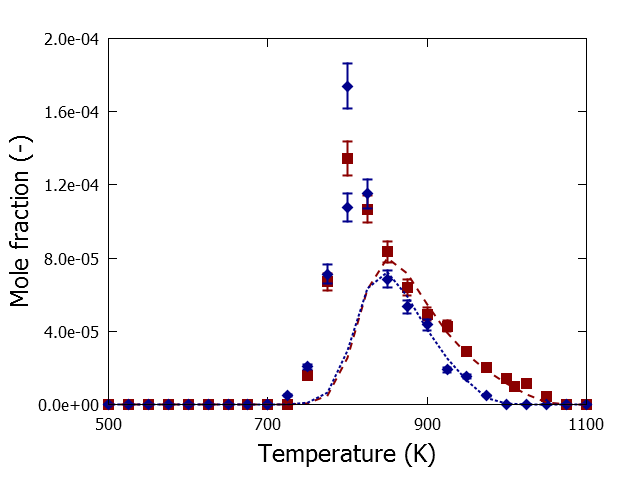 2.0e-04
1.6e-04
1.2e-04
8.0e-05
4.0e-05
0.0e+00
Mole fraction (-)
500 700 900 1100
Temperature (K)